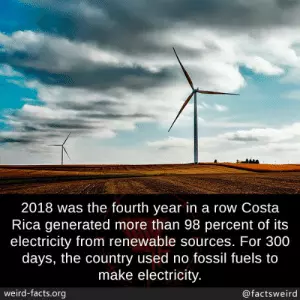 2018 was the fourth year in a row Costa
Rica generated more than 98 percent of its
electricity from renewable sources. For 300
days, the country used no fossil fuels to
make electricity.
weird-facts.org @factsweird